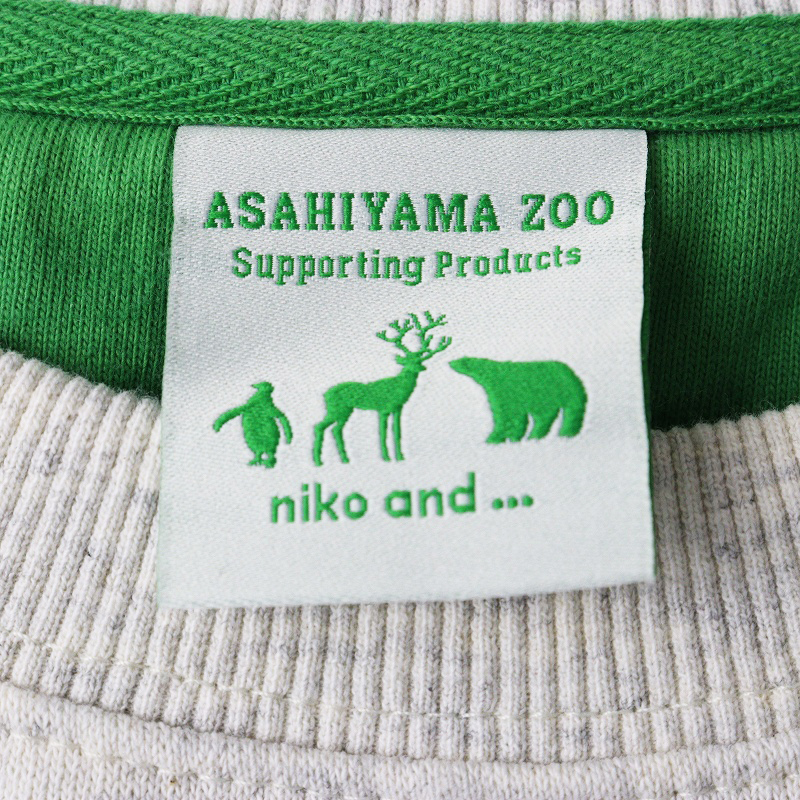 ASAHIYAMA ZOO
Supporting Products
niko and ...